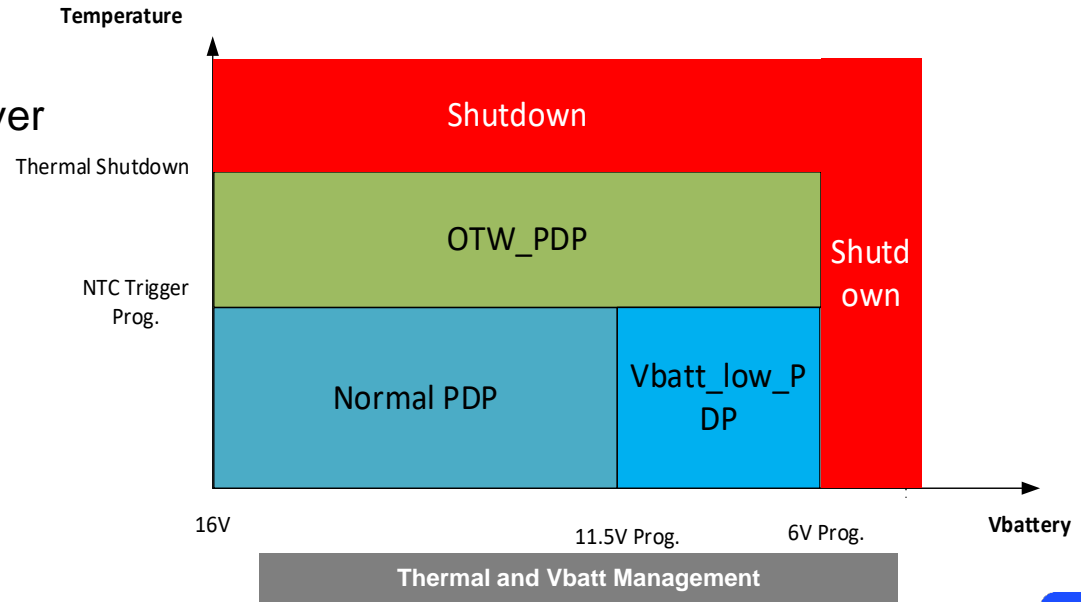 Temperature
Shutdown
ver
Thermal Shutdown
OTW_PDP
Shutd
own
NTC Trigger
Prog.
Normal PDP
Vbatt_low_P
DP
16V
11.5V Prog.
6V Prog.
Vbattery
Thermal and Vbatt Management